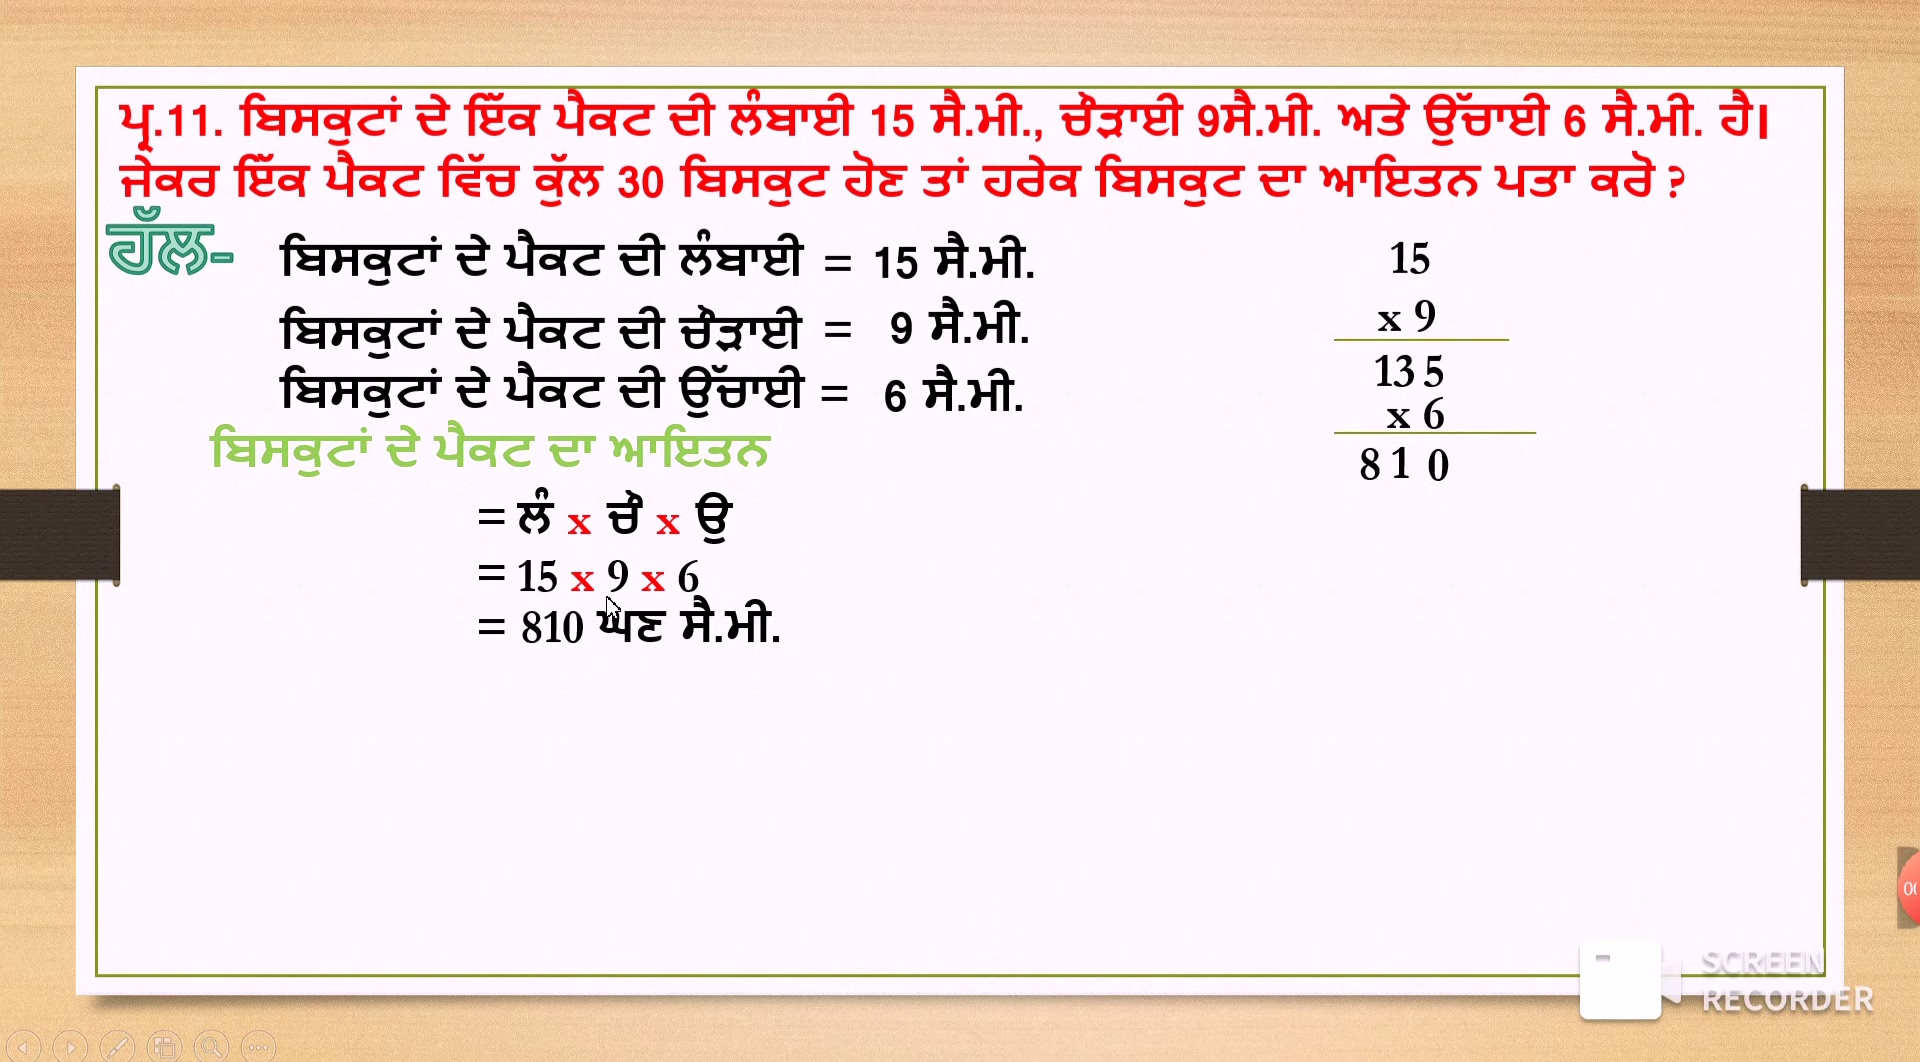 ਪ੍ਰ.11. ਬਿਸਕੁਟਾਂ ਦੇ ਇੱਕ ਪੈਕਟ ਦੀ ਲੰਬਾਈ 15 ਸੈ.ਮੀ., ਚੌੜਾਈ 9ਸੈ.ਮੀ. ਅਤੇ ਉੱਚਾਈ 6 ਸੈ.ਮੀ. ਹੈ।
ਜੇਕਰ ਇੱਕ ਪੈਕਟ ਵਿੱਚ ਕੁੱਲ 30 ਬਿਸਕੁਟ ਹੋਣ ਤਾਂ ਹਰੇਕ ਬਿਸਕੁਟ ਦਾ ਆਇਤਨ ਪਤਾ ਕਰੋ ?
ਹੱਲ-
ਬਿਸਕੁਟਾਂ ਦੇ ਪੈਕਟ ਦੀ ਲੰਬਾਈ = 15 ਸੈ.ਮੀ.
ਬਿਸਕੁਟਾਂ ਦੇ ਪੈਕਟ ਦੀ ਚੌੜਾਈ = 9 ਸੈ.ਮੀ.
ਬਿਸਕੁਟਾਂ ਦੇ ਪੈਕਟ ਦੀ ਉੱਚਾਈ = 6 ਸੈ.ਮੀ.
ਬਿਸਕੁਟਾਂ ਦੇ ਪੈਕਟ ਦਾ ਆਇਤਨ
= ਲੰ x ਚੌ x ਉ
= 15 x 9 x 6
= 810 ਘਣ ਸੈ.ਮੀ.
15
x 9
135
x 6
810
SCREEN
RECORDER